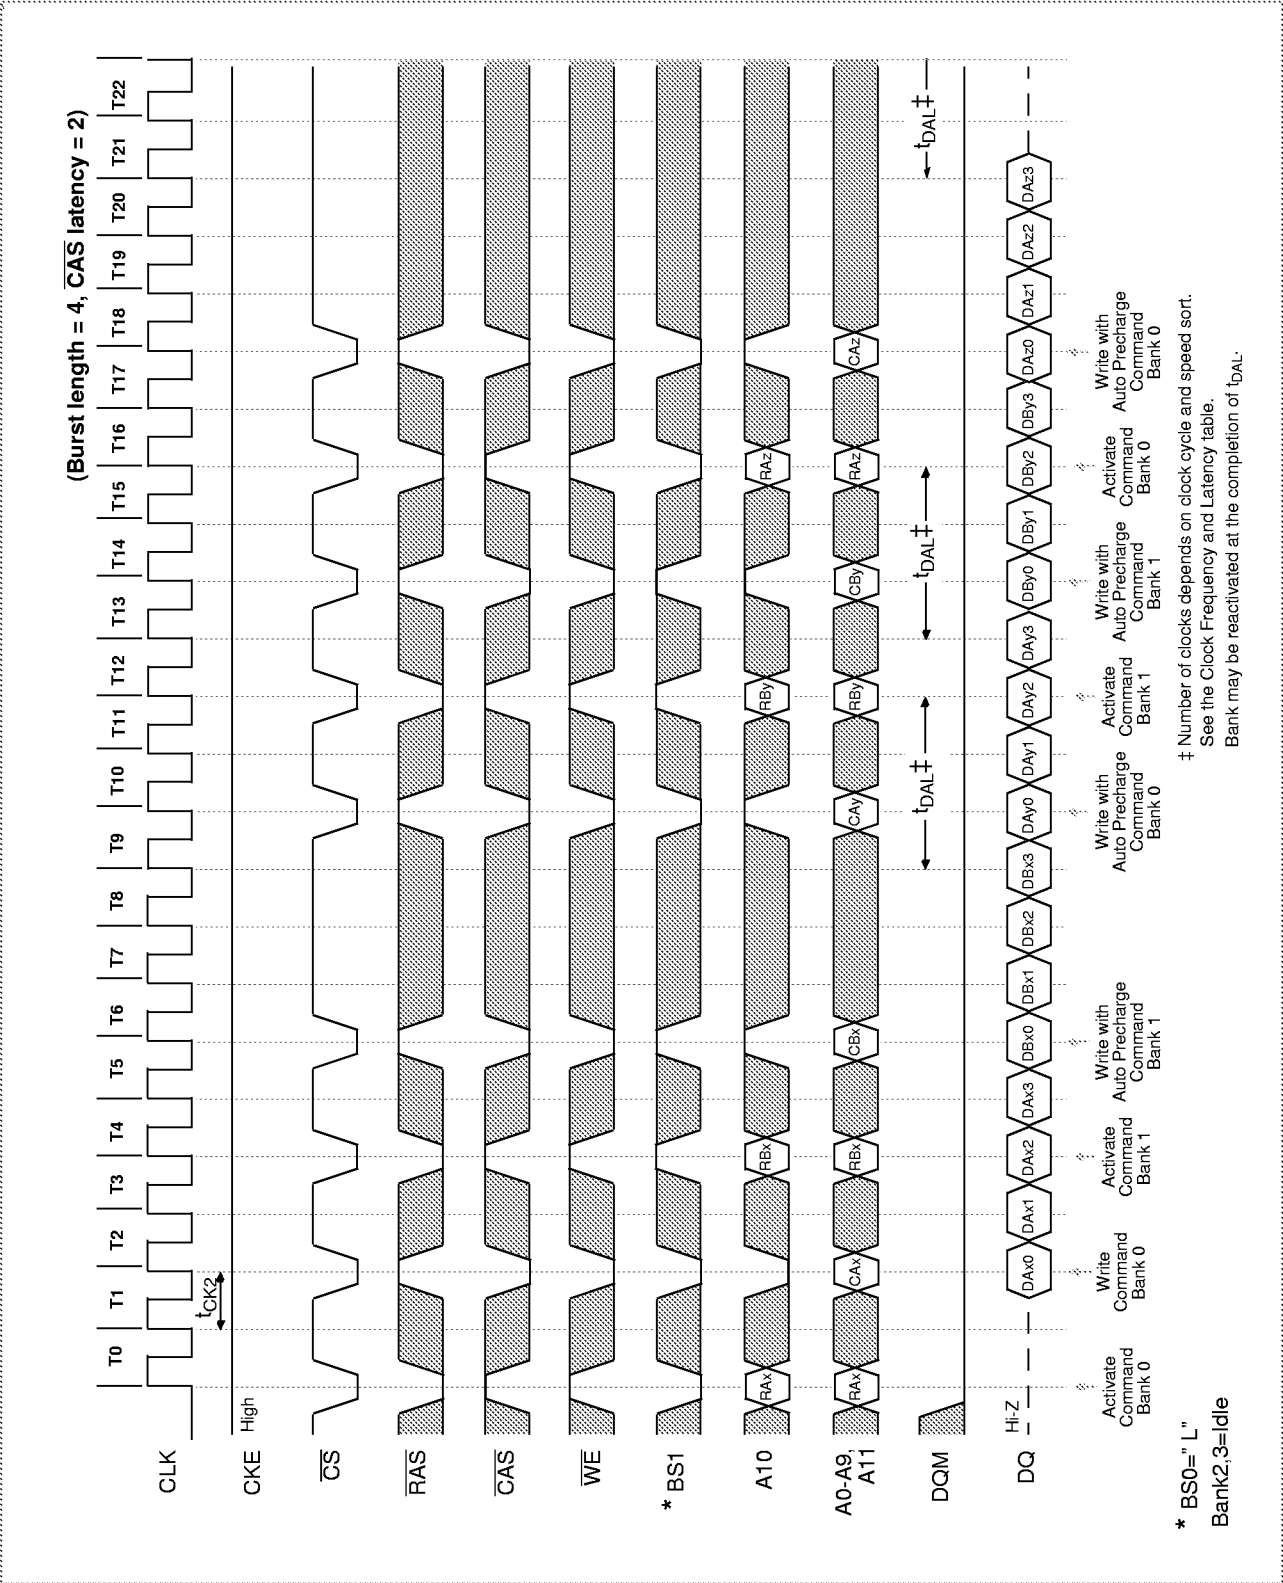 (Burst length = 4, CAS latency = 2)
T0 T1 T2 T3 T4 T5 T6 T7 T8 T9 T10 T11 T12 T13 T14 T15 T16 T17 T18 T19 T20 T21 T22
CLK
tCK2
CKE
High
CS
RAS
CAS
WE
* BS1
A10
RAx RBx RBy RAz
A0-A9,
A11
RAx CAx RBx CBx CAy RBy CBy RAz CAz
DQM
tDAL‡ tDAL‡ tDAL‡
DQ
Hi-Z
DAx0 DAx1 DAx2 DAx3 DBx0 DBx1 DBx2 DBx3 DAy0 DAy1 DAy2 DAy3 DBy0 DBy1 DBy2 DBy3 DAz0 DAz1 DAz2 DAz3
Activate
Command
Bank 0
Write
Command
Bank 0
Activate
Command
Bank 1
Write with
Auto Precharge
Command
Bank 1
Write with
Auto Precharge
Command
Bank 0
Activate
Command
Bank 1
Write with
Auto Precharge
Command
Bank 1
Activate
Command
Bank 0
Write with
Auto Precharge
Command
Bank 0
* BS0=” L”
Bank2,3=Idle
‡ Number of clocks depends on clock cycle and speed sort.
See the Clock Frequency and Latency table.
Bank may be reactivated at the completion of tDAL.